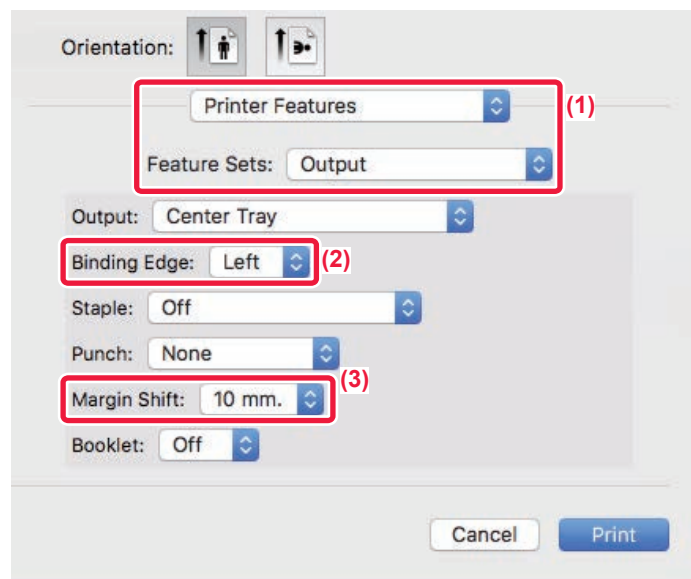 Orientation:
Printer Features (1)
Feature Sets: Output
Output: Center Tray
Binding Edge: Left (2)
Staple: Off
Punch: None
(3)
Margin Shift: 10 mm.
Booklet: Off
Cancel Print